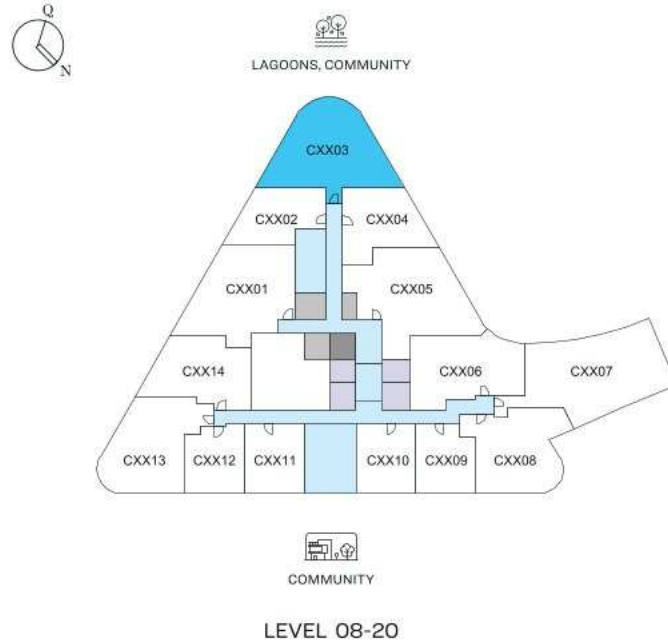 Q
N
LAGOONS, COMMUNITY
CXX03
CXX02
CXX04
CXX01
CXX05
CXX14
CXX06
CXX07
CXX13
CXX12
CXX11
CXX10
CXX09
CXX08
COMMUNITY
LEVEL 08-20